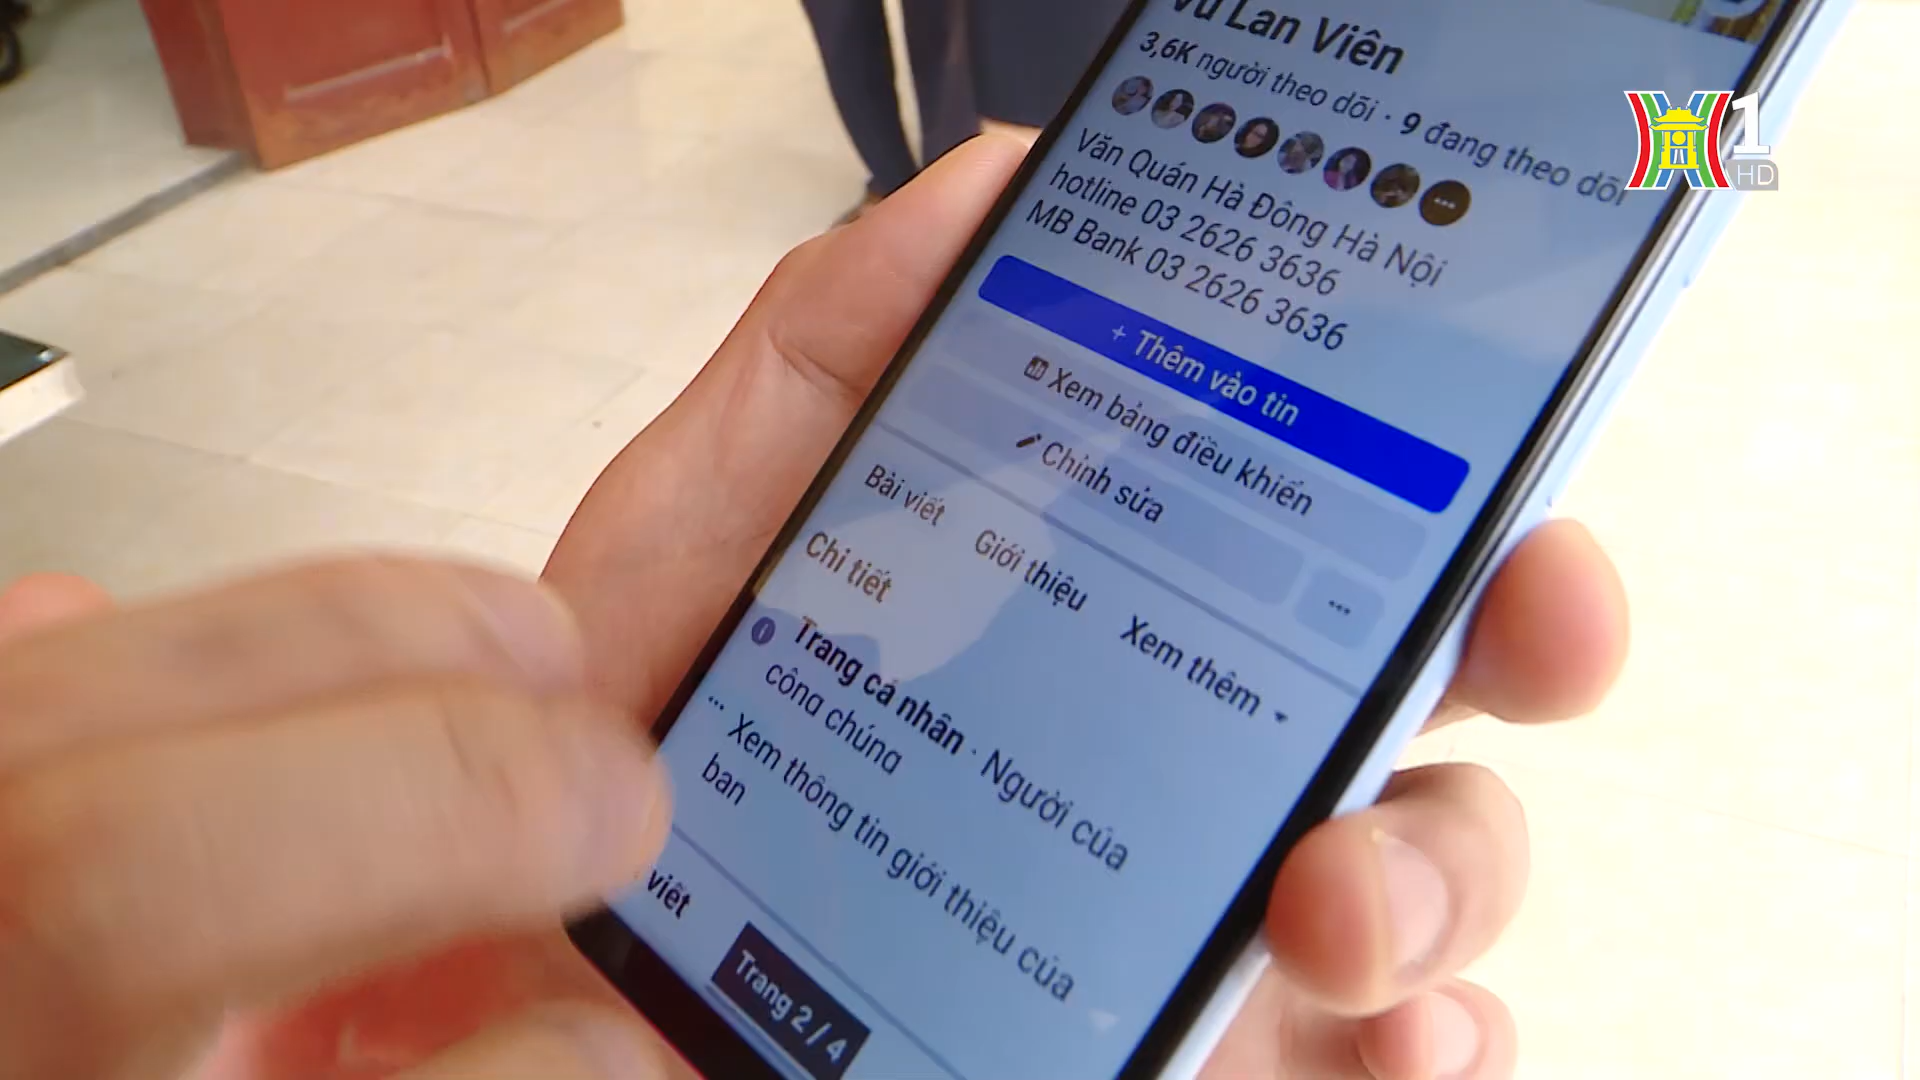 Vũ Lan Viên
3,6K người theo dõi · 9 đang theo dõi
Văn Quán Hà Đông Hà Nội
hotline 03 2626 3636
MB Bank 03 2626 3636
+ Thêm vào tin
Xem bảng điều khiển
Chỉnh sửa
Bài viết Giới thiệu Xem thêm
Chi tiết
Trang cá nhân · Người của
công chúng
Xem thông tin giới thiệu của
bạn
viết
Trang 2 / 4
1
HD